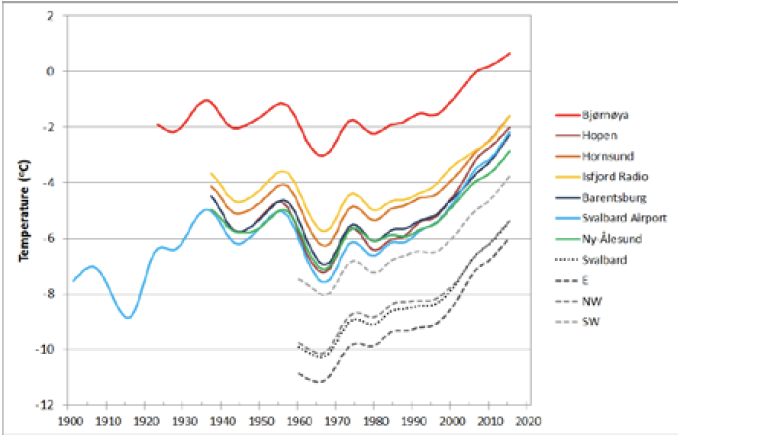 2
0
-2
-4
-6
-8
-10
-12
Temperature (°C)
1900 1910 1920 1930 1940 1950 1960 1970 1980 1990 2000 2010 2020
Bjørnøya
Hopen
Hornsund
Isfjord Radio
Barentsburg
Svalbard Airport
Ny-Ålesund
Svalbard
E
NW
SW